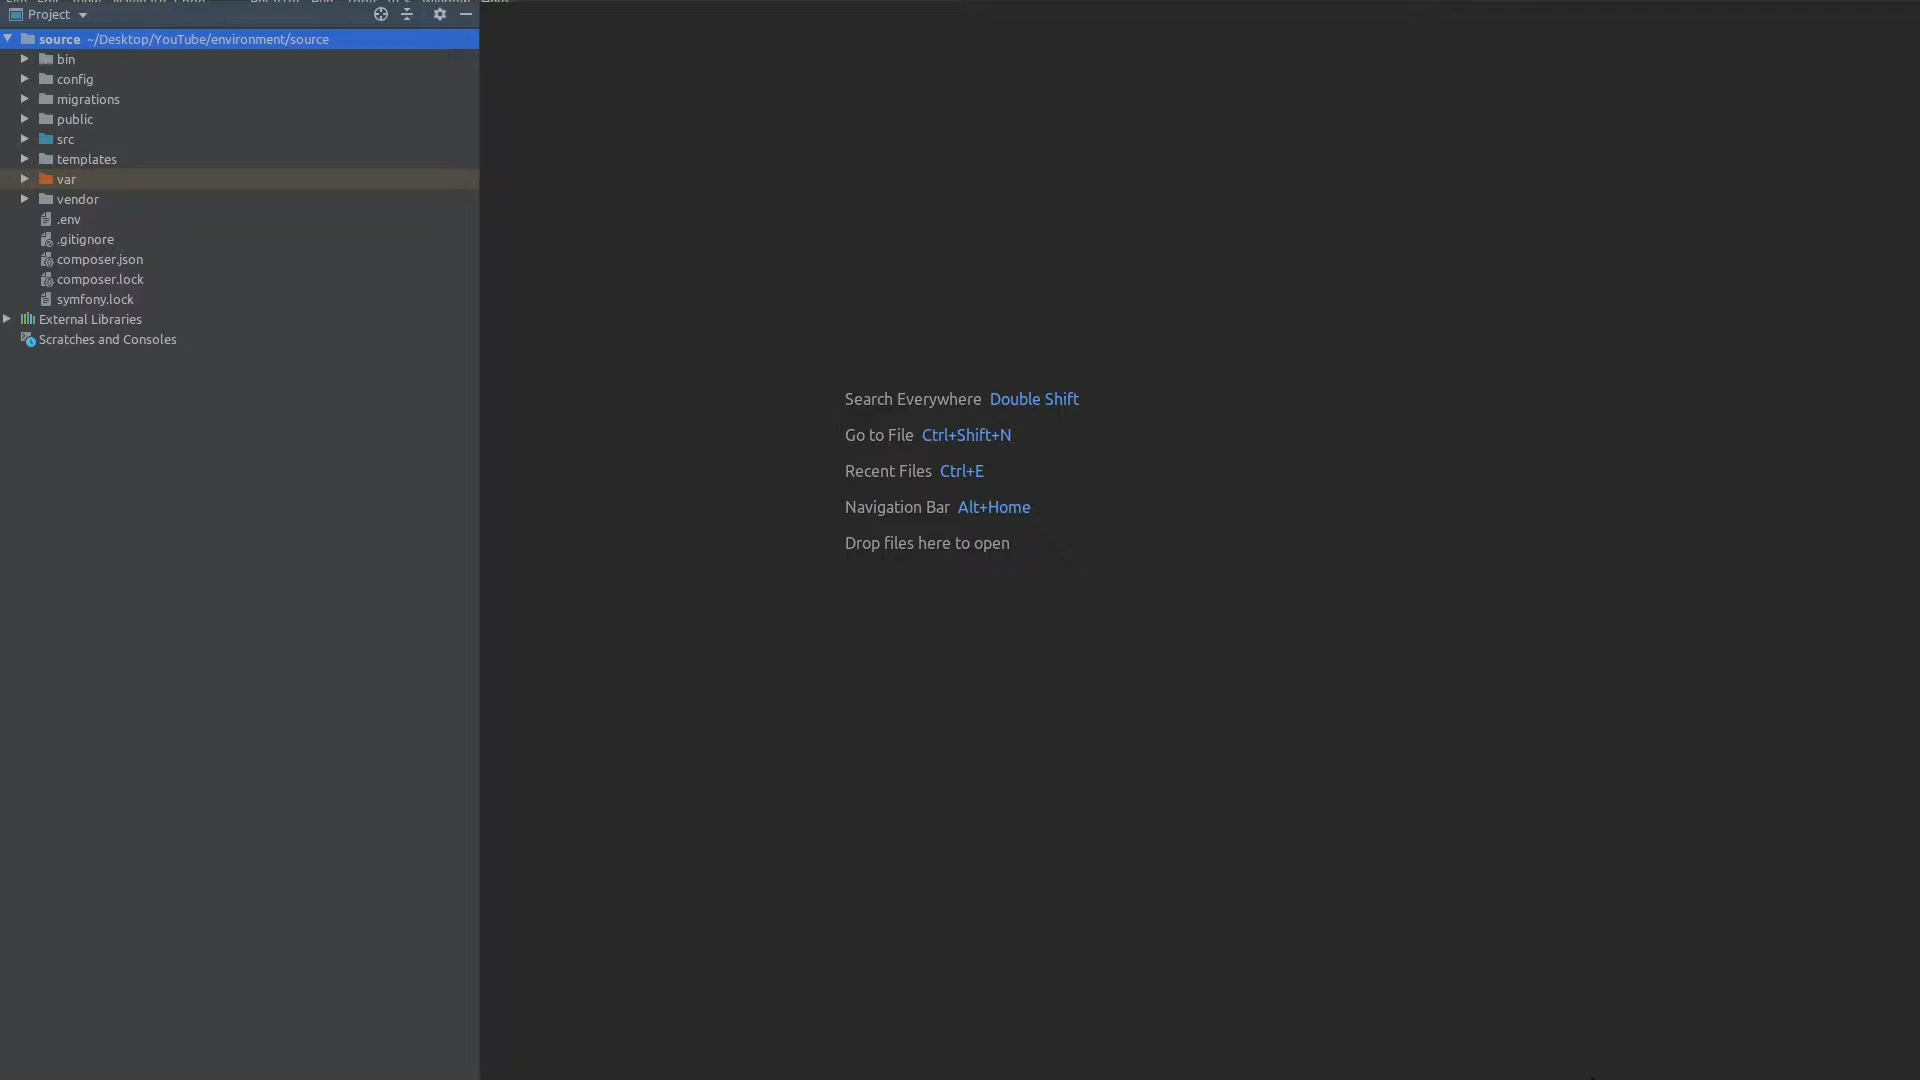 Project
source ~/Desktop/YouTube/environment/source
bin
config
migrations
public
src
templates
var
vendor
.env
.gitignore
composer.json
composer.lock
symfony.lock
External Libraries
Scratches and Consoles
Search Everywhere Double Shift
Go to File Ctrl+Shift+N
Recent Files Ctrl+E
Navigation Bar Alt+Home
Drop files here to open